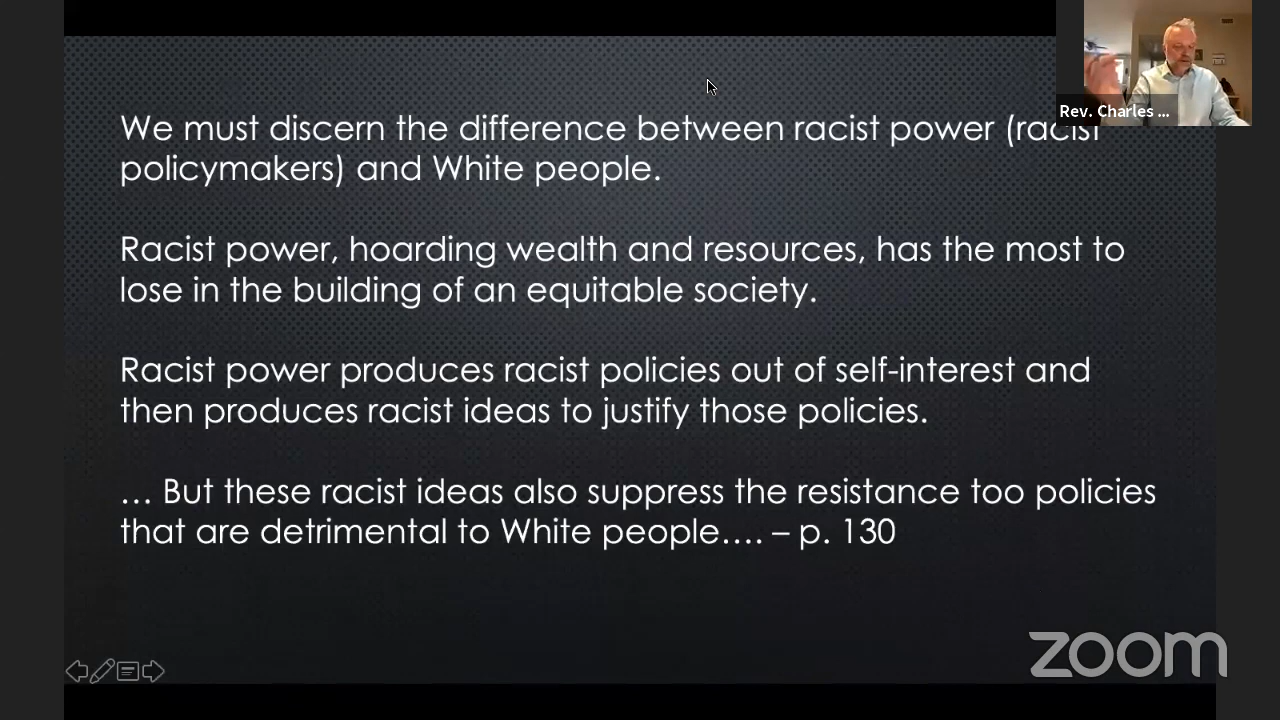 We must discern the difference between racist power (racist
policymakers) and White people.
Racist power, hoarding wealth and resources, has the most to
lose in the building of an equitable society.
Racist power produces racist policies out of self-interest and
then produces racist ideas to justify those policies.
… But these racist ideas also suppress the resistance too policies
that are detrimental to White people…. – p. 130
Rev. Charles ...
zoom